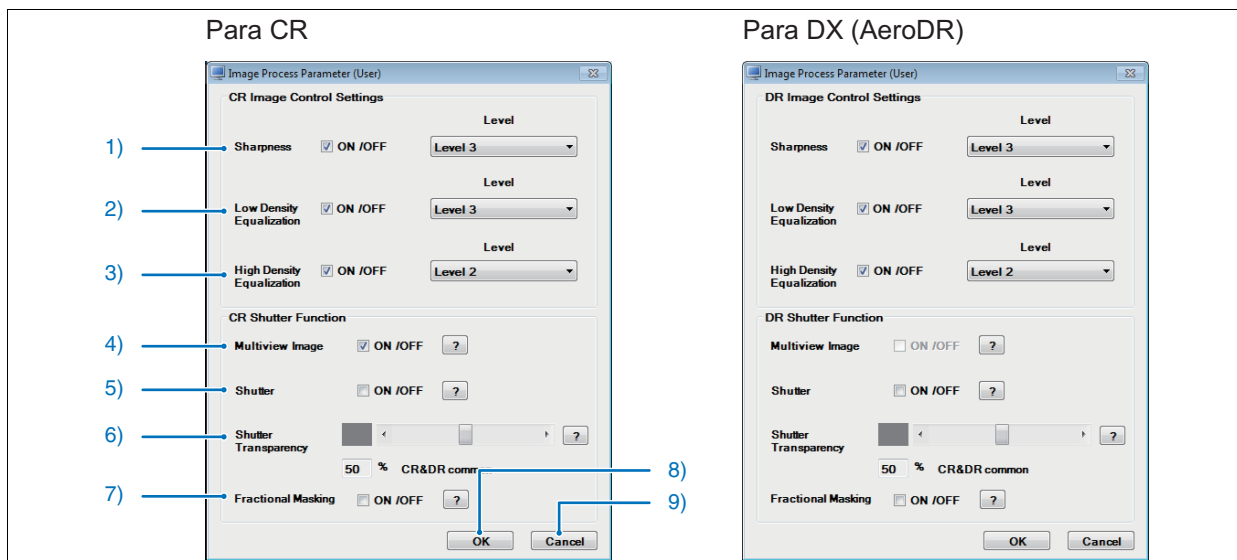 Para CR
Image Process Parameter (User)
CR Image Control Settings
Level
1)
Sharpness
ON /OFF
Level 3
Level
2)
Low Density
Equalization
ON /OFF
Level 3
Level
3)
High Density
Equalization
ON /OFF
Level 2
CR Shutter Function
4)
Multiview Image
ON /OFF
?
5)
Shutter
ON /OFF
?
6)
Shutter
Transparency
?
50 % CR&DR common
7)
Fractional Masking
ON /OFF
?
8)
9)
OK
Cancel
Para DX (AeroDR)
Image Process Parameter (User)
DR Image Control Settings
Level
Sharpness
ON /OFF
Level 3
Level
Low Density
Equalization
ON /OFF
Level 3
Level
High Density
Equalization
ON /OFF
Level 2
DR Shutter Function
Multiview Image
ON /OFF
?
Shutter
ON /OFF
?
Shutter
Transparency
?
50 % CR&DR common
Fractional Masking
ON /OFF
?
OK
Cancel